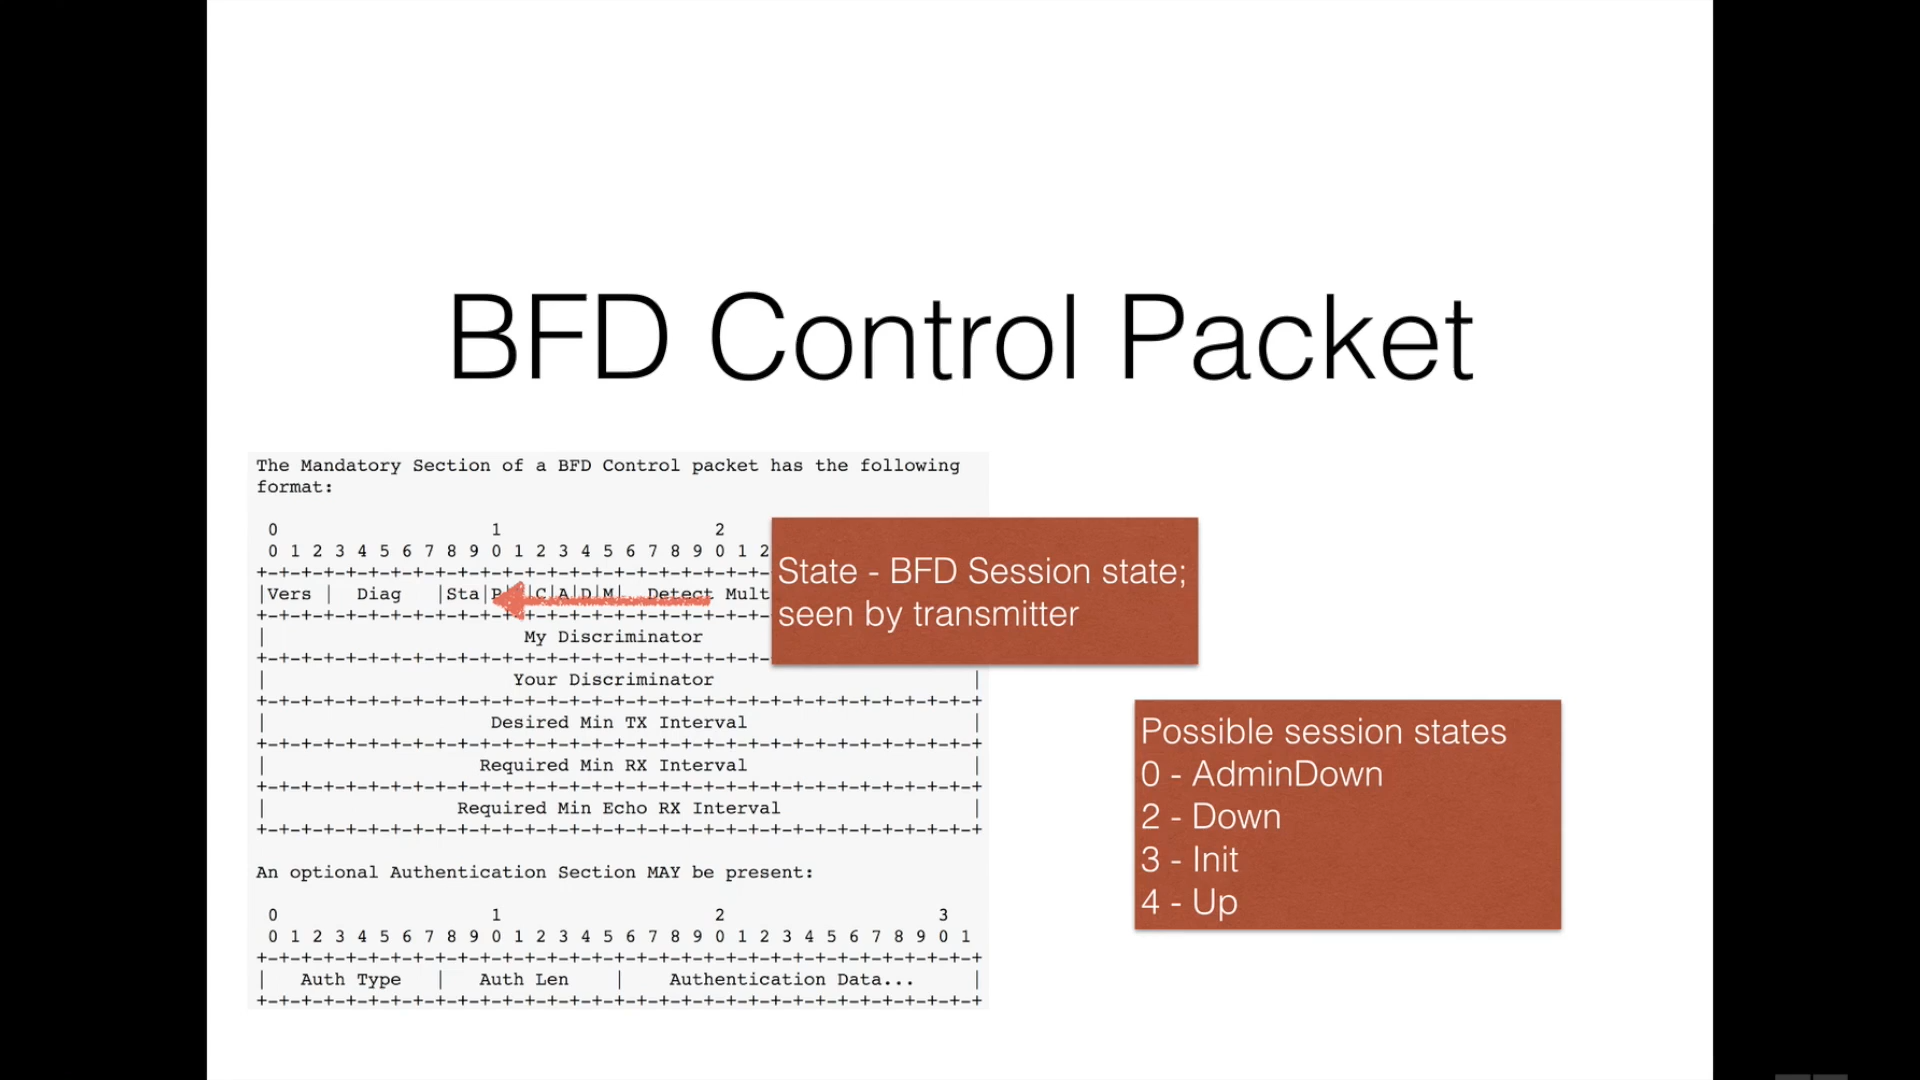 BFD Control Packet
The Mandatory Section of a BFD Control packet has the following
format:
0 1 2
0 1 2 3 4 5 6 7 8 9 0 1 2 3 4 5 6 7 8 9 0 1 2
+-+-+-+-+-+-+-+-+-+-+-+-+-+-+-+-+-+-+-+-+-+-+-
|Vers | Diag |Sta|P| |C|A|D|M| Detect Mult
+-+-+-+-+-+-+-+-+-+-+-+-+-+-+-+-+-+-+-+-+-+-+-
| My Discriminator
+-+-+-+-+-+-+-+-+-+-+-+-+-+-+-+-+-+-+-+-+-+-+-
| Your Discriminator |
+-+-+-+-+-+-+-+-+-+-+-+-+-+-+-+-+-+-+-+-+-+-+-+-+-+-+-+-+-+-+-+-+
| Desired Min TX Interval |
+-+-+-+-+-+-+-+-+-+-+-+-+-+-+-+-+-+-+-+-+-+-+-+-+-+-+-+-+-+-+-+-+
| Required Min RX Interval |
+-+-+-+-+-+-+-+-+-+-+-+-+-+-+-+-+-+-+-+-+-+-+-+-+-+-+-+-+-+-+-+-+
| Required Min Echo RX Interval |
+-+-+-+-+-+-+-+-+-+-+-+-+-+-+-+-+-+-+-+-+-+-+-+-+-+-+-+-+-+-+-+-+
An optional Authentication Section MAY be present:
0 1 2 3
0 1 2 3 4 5 6 7 8 9 0 1 2 3 4 5 6 7 8 9 0 1 2 3 4 5 6 7 8 9 0 1
+-+-+-+-+-+-+-+-+-+-+-+-+-+-+-+-+-+-+-+-+-+-+-+-+-+-+-+-+-+-+-+-+
| Auth Type | Auth Len | Authentication Data... |
+-+-+-+-+-+-+-+-+-+-+-+-+-+-+-+-+-+-+-+-+-+-+-+-+-+-+-+-+-+-+-+-+
State - BFD Session state;
seen by transmitter
Possible session states
0 - AdminDown
2 - Down
3 - Init
4 - Up